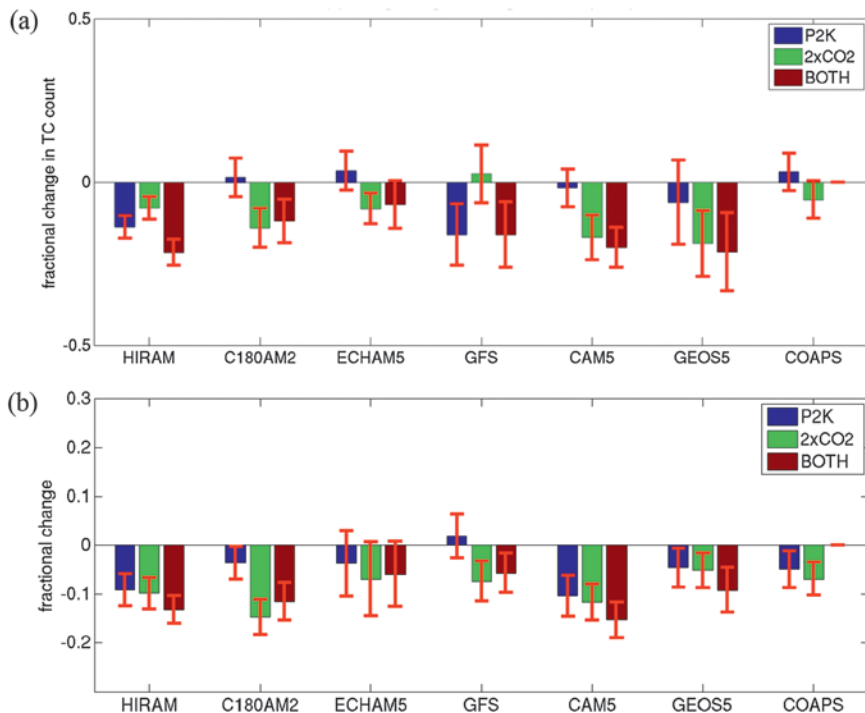 (a)
0.5
P2K
2xCO2
BOTH
fractional change in TC count
0
-0.5
HIRAM C180AM2 ECHAM5 GFS CAM5 GEOS5 COAPS
(b)
0.3
P2K
0.2
2xCO2
BOTH
0.1
fractional change
0
-0.1
-0.2
HIRAM C180AM2 ECHAM5 GFS CAM5 GEOS5 COAPS